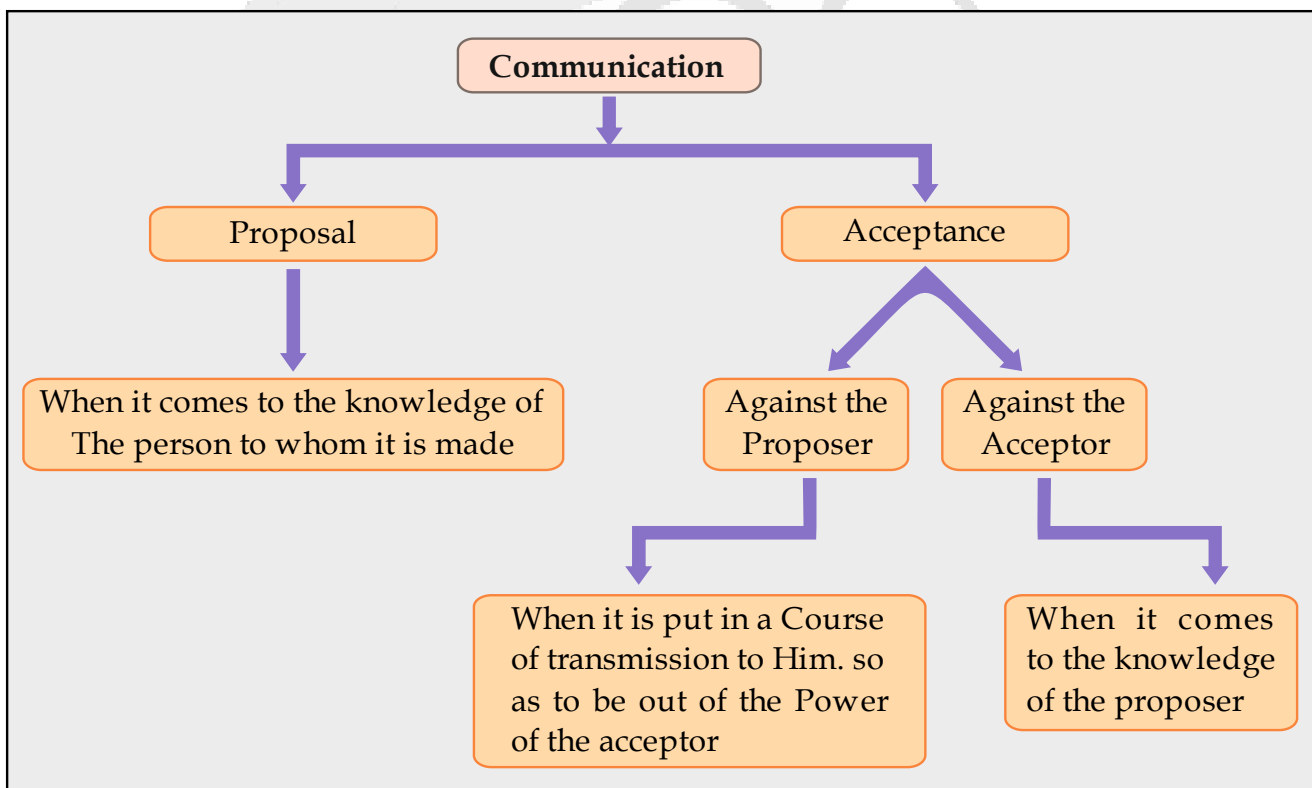 Communication
Proposal
Acceptance
When it comes to the knowledge of
The person to whom it is made
Against the
Proposer
Against the
Acceptor
When it is put in a Course
of transmission to Him. so
as to be out of the Power
of the acceptor
When it comes
to the knowledge
of the proposer